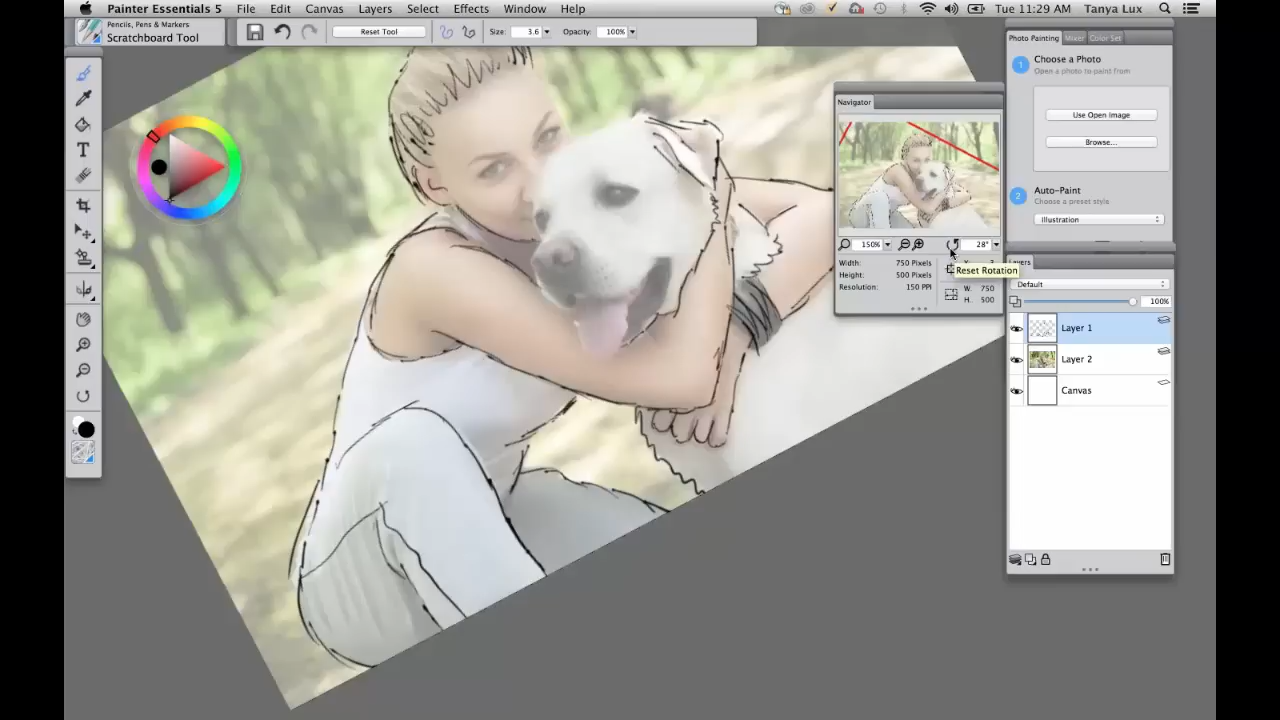 Painter Essentials 5 File Edit Canvas Layers Select Effects Window Help Tue 11:29 AM Tanya Lux
Pencils, Pens & Markers
Scratchboard Tool
Reset Tool Size: 3.6 Opacity: 100%
Photo Painting Mixer Color Set
1 Choose a Photo
Open a photo to paint from
Use Open Image
Browse...
2 Auto-Paint
Choose a preset style
Illustration
Navigator
150% 28°
Width: 750 Pixels
Height: 500 Pixels
Resolution: 150 PPI
Reset Rotation
W. 750
H. 500
Layers
Default
100%
Layer 1
Layer 2
Canvas
T